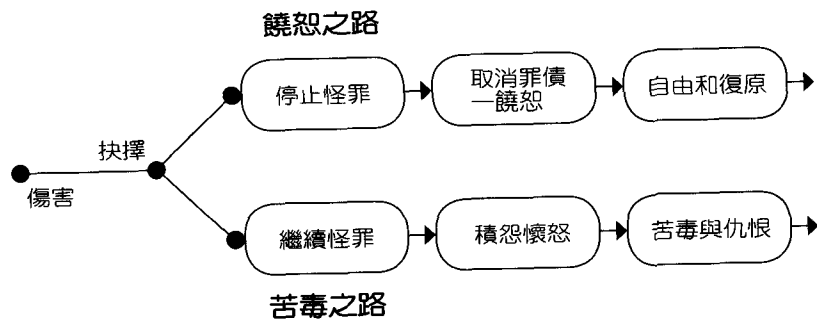 饒恕之路
停止怪罪
取消罪債
—饒恕
自由和復原
抉擇
傷害
繼續怪罪
積怨懷怒
苦毒與仇恨
苦毒之路